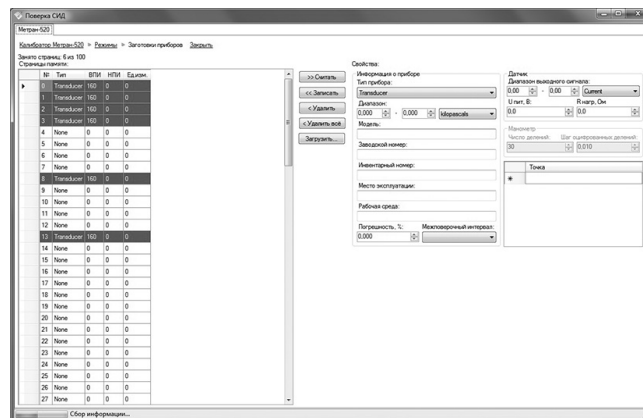 Поверка СИД
Метран-520
Калибратор Метран-520 » Режимы » Заготовки приборов Закрыть
Занято страниц: 6 из 100
Страницы памяти:
№ Тип ВПИ НПИ Ед.изм.
0 Transducer 160 0 0
1 Transducer 160 0 0
2 Transducer 160 0 0
3 Transducer 160 0 0
4 None 0 0 0
5 None 0 0 0
6 None 0 0 0
7 None 0 0 0
8 Transducer 160 0 0
9 None 0 0 0
10 None 0 0 0
11 None 0 0 0
12 None 0 0 0
13 Transducer 160 0 0
14 None 0 0 0
15 None 0 0 0
16 None 0 0 0
17 None 0 0 0
18 None 0 0 0
19 None 0 0 0
20 None 0 0 0
21 None 0 0 0
22 None 0 0 0
23 None 0 0 0
24 None 0 0 0
25 None 0 0 0
26 None 0 0 0
27 None 0 0 0
>> Считать
<< Записать
< Удалить
< Удалить всё
Загрузить...
Свойства:
Информация о приборе
Тип прибора:
Transducer
Диапазон:
0,000 - 0,000 kilopascals
Модель:
Заводской номер:
Инвентарный номер:
Место эксплуатации:
Рабочая среда:
Погрешность, %: Межповерочный интервал:
0,000
Датчик
Диапазон выходного сигнала:
0,00 - 0,00 Current
U пит, В: R нагр, Ом
0,0 0,0
Манометр
Число делений: Шаг оцифрованных делений:
30 0,010
Точка
Сбор информации...